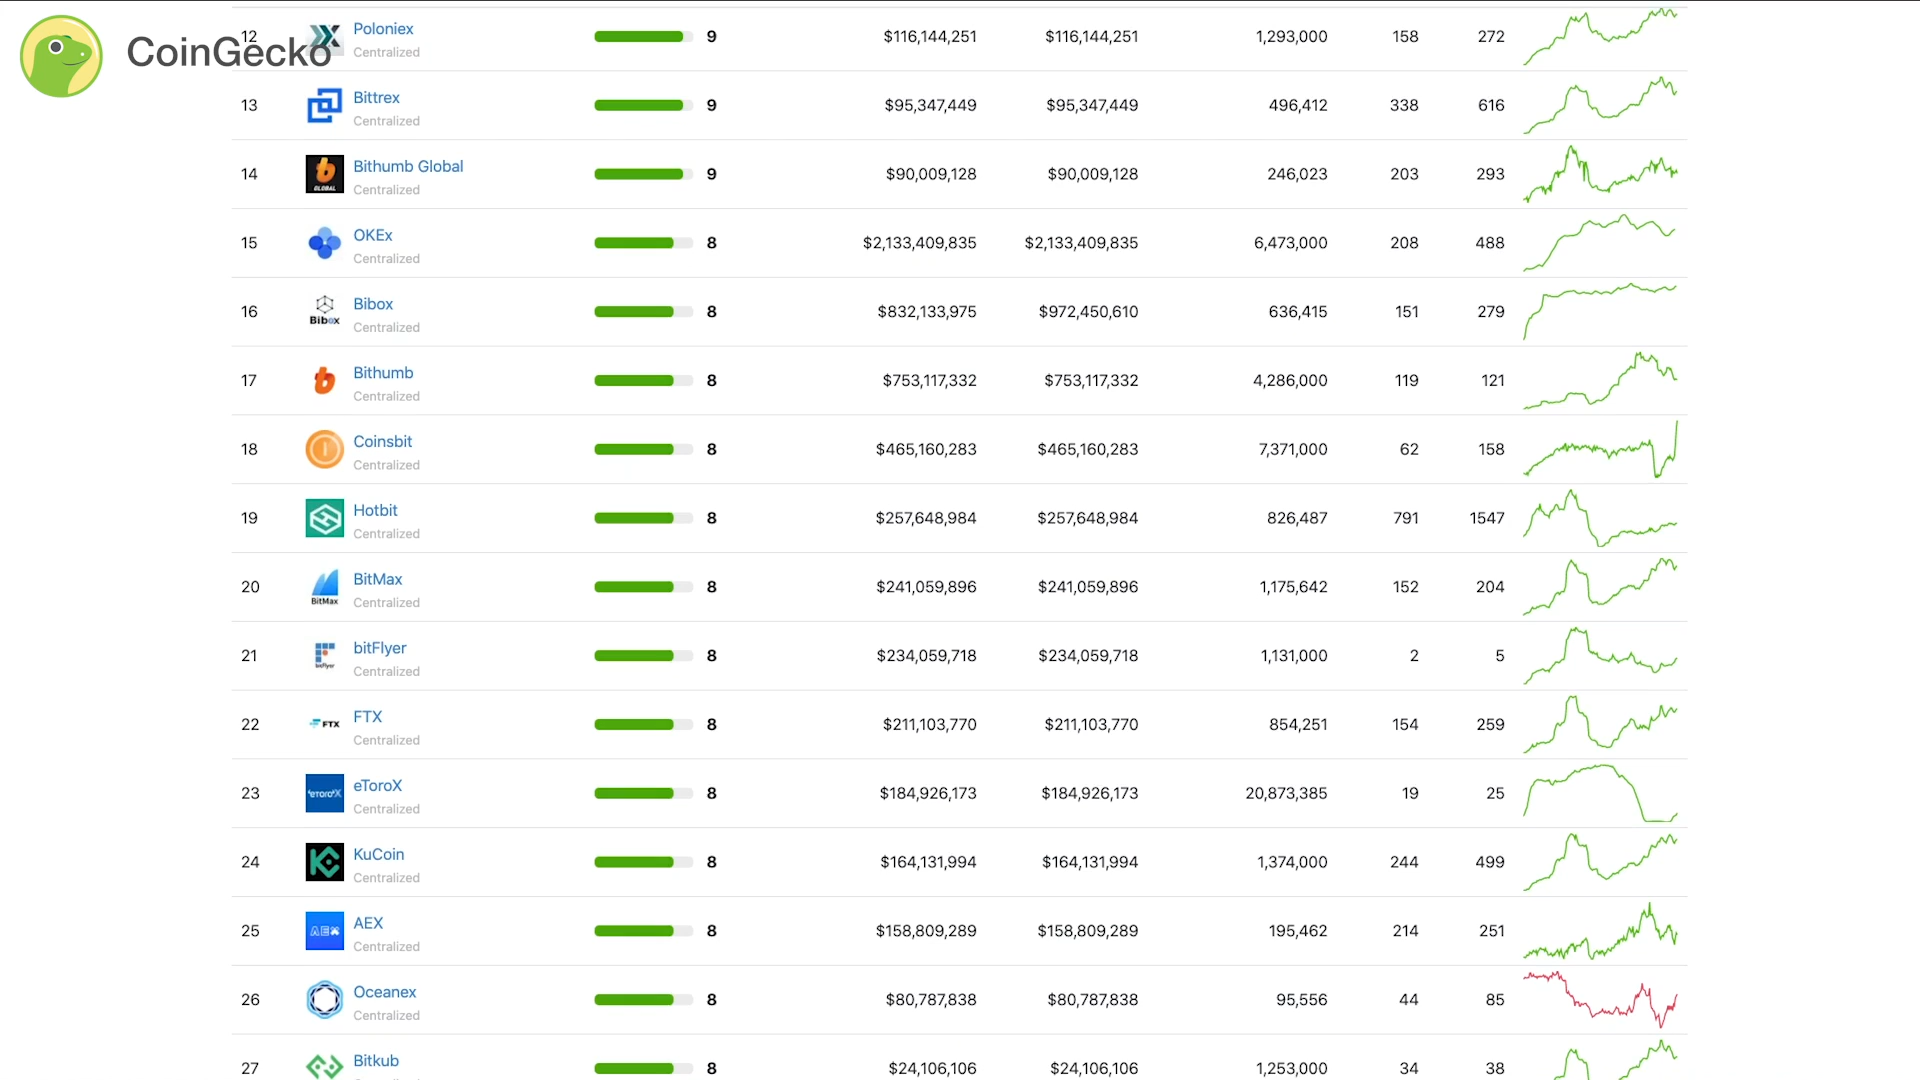 CoinGecko
12 Poloniex 9 $116,144,251 $116,144,251 1,293,000 158 272
Centralized
13 Bittrex 9 $95,347,449 $95,347,449 496,412 338 616
Centralized
14 GLOBAL Bithumb Global 9 $90,009,128 $90,009,128 246,023 203 293
Centralized
15 OKEx 8 $2,133,409,835 $2,133,409,835 6,473,000 208 488
Centralized
16 Bibox Bibox 8 $832,133,975 $972,450,610 636,415 151 279
Centralized
17 Bithumb 8 $753,117,332 $753,117,332 4,286,000 119 121
Centralized
18 Coinsbit 8 $465,160,283 $465,160,283 7,371,000 62 158
Centralized
19 Hotbit 8 $257,648,984 $257,648,984 826,487 791 1547
Centralized
20 BitMax BitMax 8 $241,059,896 $241,059,896 1,175,642 152 204
Centralized
21 bitFlyer bitFlyer 8 $234,059,718 $234,059,718 1,131,000 2 5
Centralized
22 FTX FTX 8 $211,103,770 $211,103,770 854,251 154 259
Centralized
23 eToroX eToroX 8 $184,926,173 $184,926,173 20,873,385 19 25
Centralized
24 KuCoin 8 $164,131,994 $164,131,994 1,374,000 244 499
Centralized
25 AEX AEX 8 $158,809,289 $158,809,289 195,462 214 251
Centralized
26 Oceanex 8 $80,787,838 $80,787,838 95,556 44 85
Centralized
27 Bitkub 8 $24,106,106 $24,106,106 1,253,000 34 38